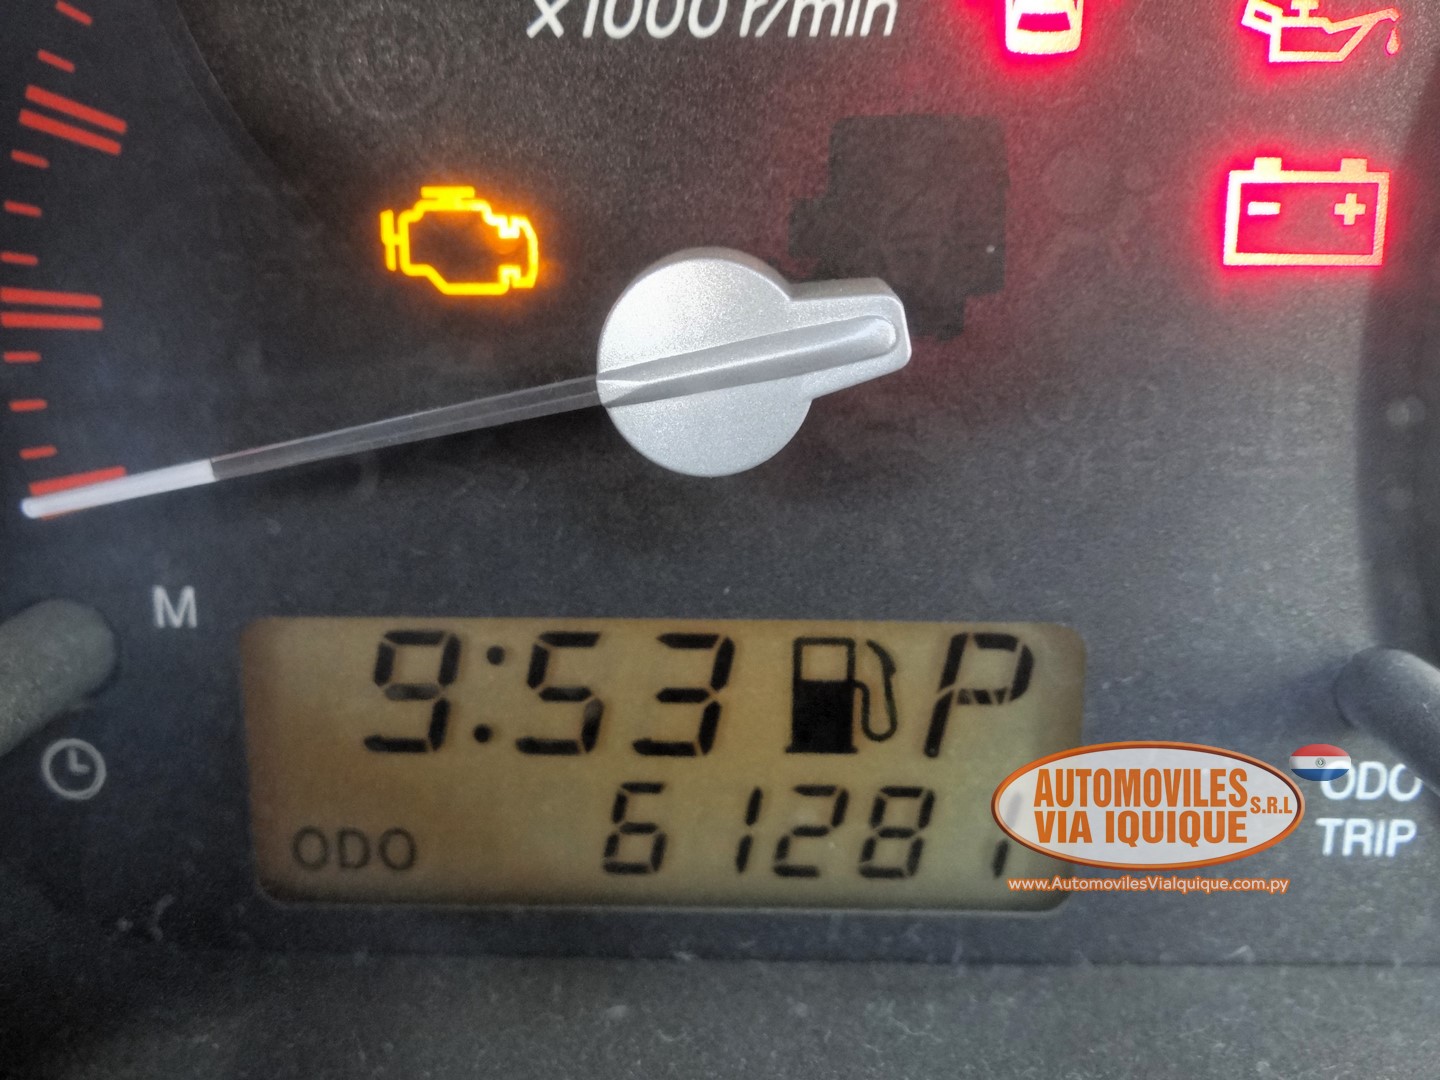 x1000 r/min
M
9:53 P
ODO 61281
ODO
TRIP
AUTOMOVILES
VIA IQUIQUE S.R.L
www.AutomovilesViaIquique.com.py